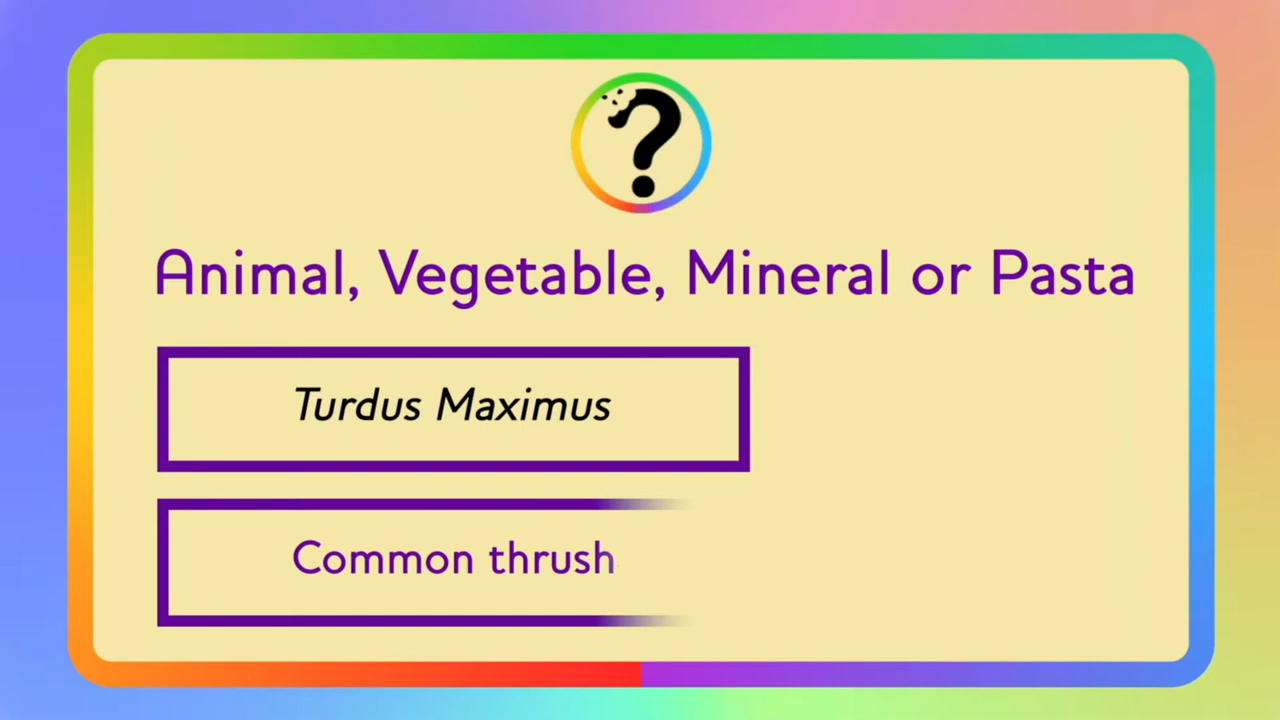 ?
Animal, Vegetable, Mineral or Pasta
Turdus Maximus
Common thrush